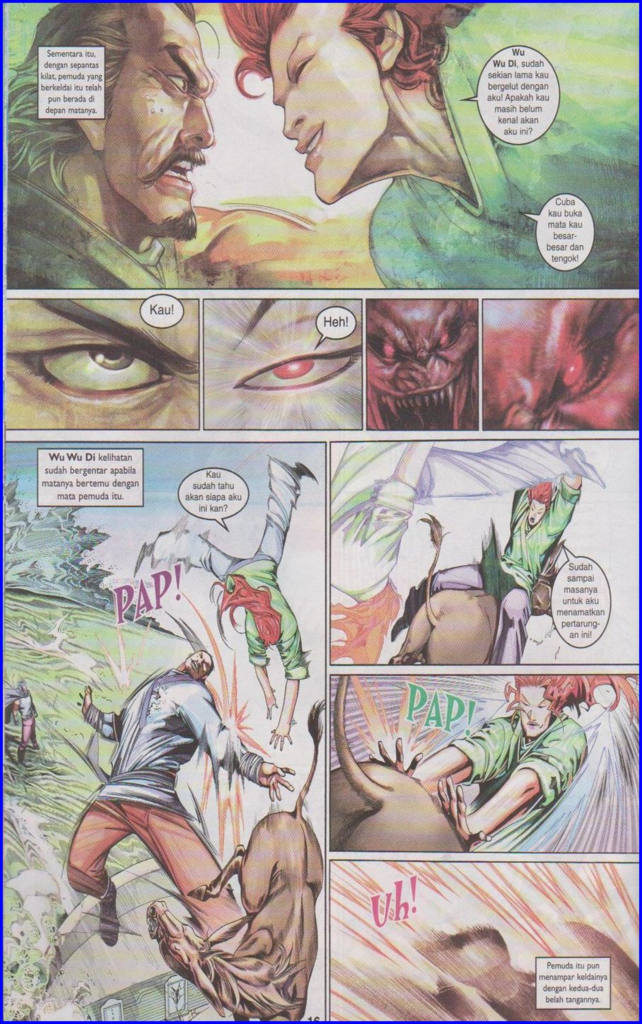 Sementara itu,
dengan sepantas
kilat, pemuda yang
berkeldai itu telah
pun berada di
depan matanya.
Wu
Wu Di, sudah
sekian lama kau
bergelut dengan
aku! Apakah kau
masih belum
kenal akan
aku ini?
Cuba
kau buka
mata kau
besar-
besar dan
tengok!
Kau!
Heh!
Wu Wu Di kelihatan
sudah bergentar apabila
matanya bertemu dengan
mata pemuda itu.
Kau
sudah tahu
akan siapa aku
ini kan?
PAP!
Sudah
sampai
masanya
untuk aku
menamatkan
pertarung-
an ini!
PAP!
Uh!
Pemuda itu pun
menampar keldainya
dengan kedua-dua
belah tangannya.
16